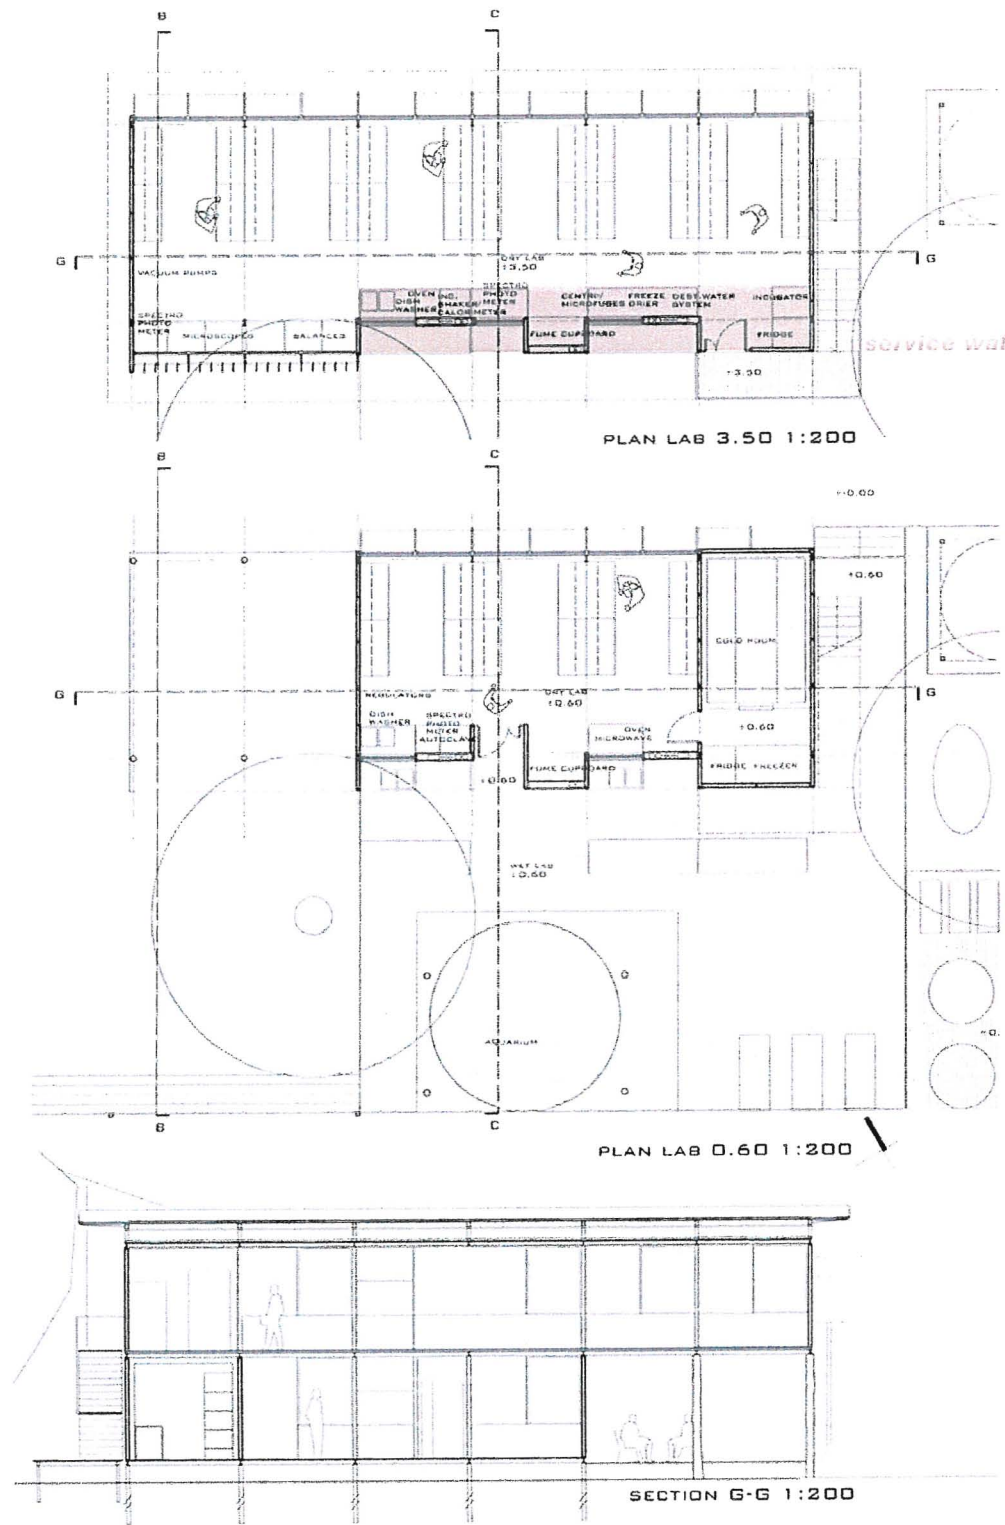 B
C
G
G
VACUUM PUMPS
DRY LAB
+3.50
SPECTRO
PHOTO
METER
OVEN
DISH
WASHER
INC.
SHAKER/
CALORIMETER
CENTRI/
MICROFUGES
FREEZE
DRIER
DEST-WATER
SYSTEM
INCUBATOR
SPECTRO
PHOTO
METER
MICROSCOPES
BALANCES
FUME CUPBOARD
FRIDGE
service wal
+3.50
PLAN LAB 3.50 1:200
B
C
+0.00
+0.60
COLD ROOM
G
G
REGULATORS
DRY LAB
+0.60
DISH
WASHER
SPECTRO
PHOTO
METER
AUTOCLAVE
OVEN
MICROWAVE
+0.60
FUME CUPBOARD
FRIDGE FREEZER
+0.60
WET LAB
+0.60
AQUARIUM
B
C
PLAN LAB 0.60 1:200
SECTION G-G 1:200